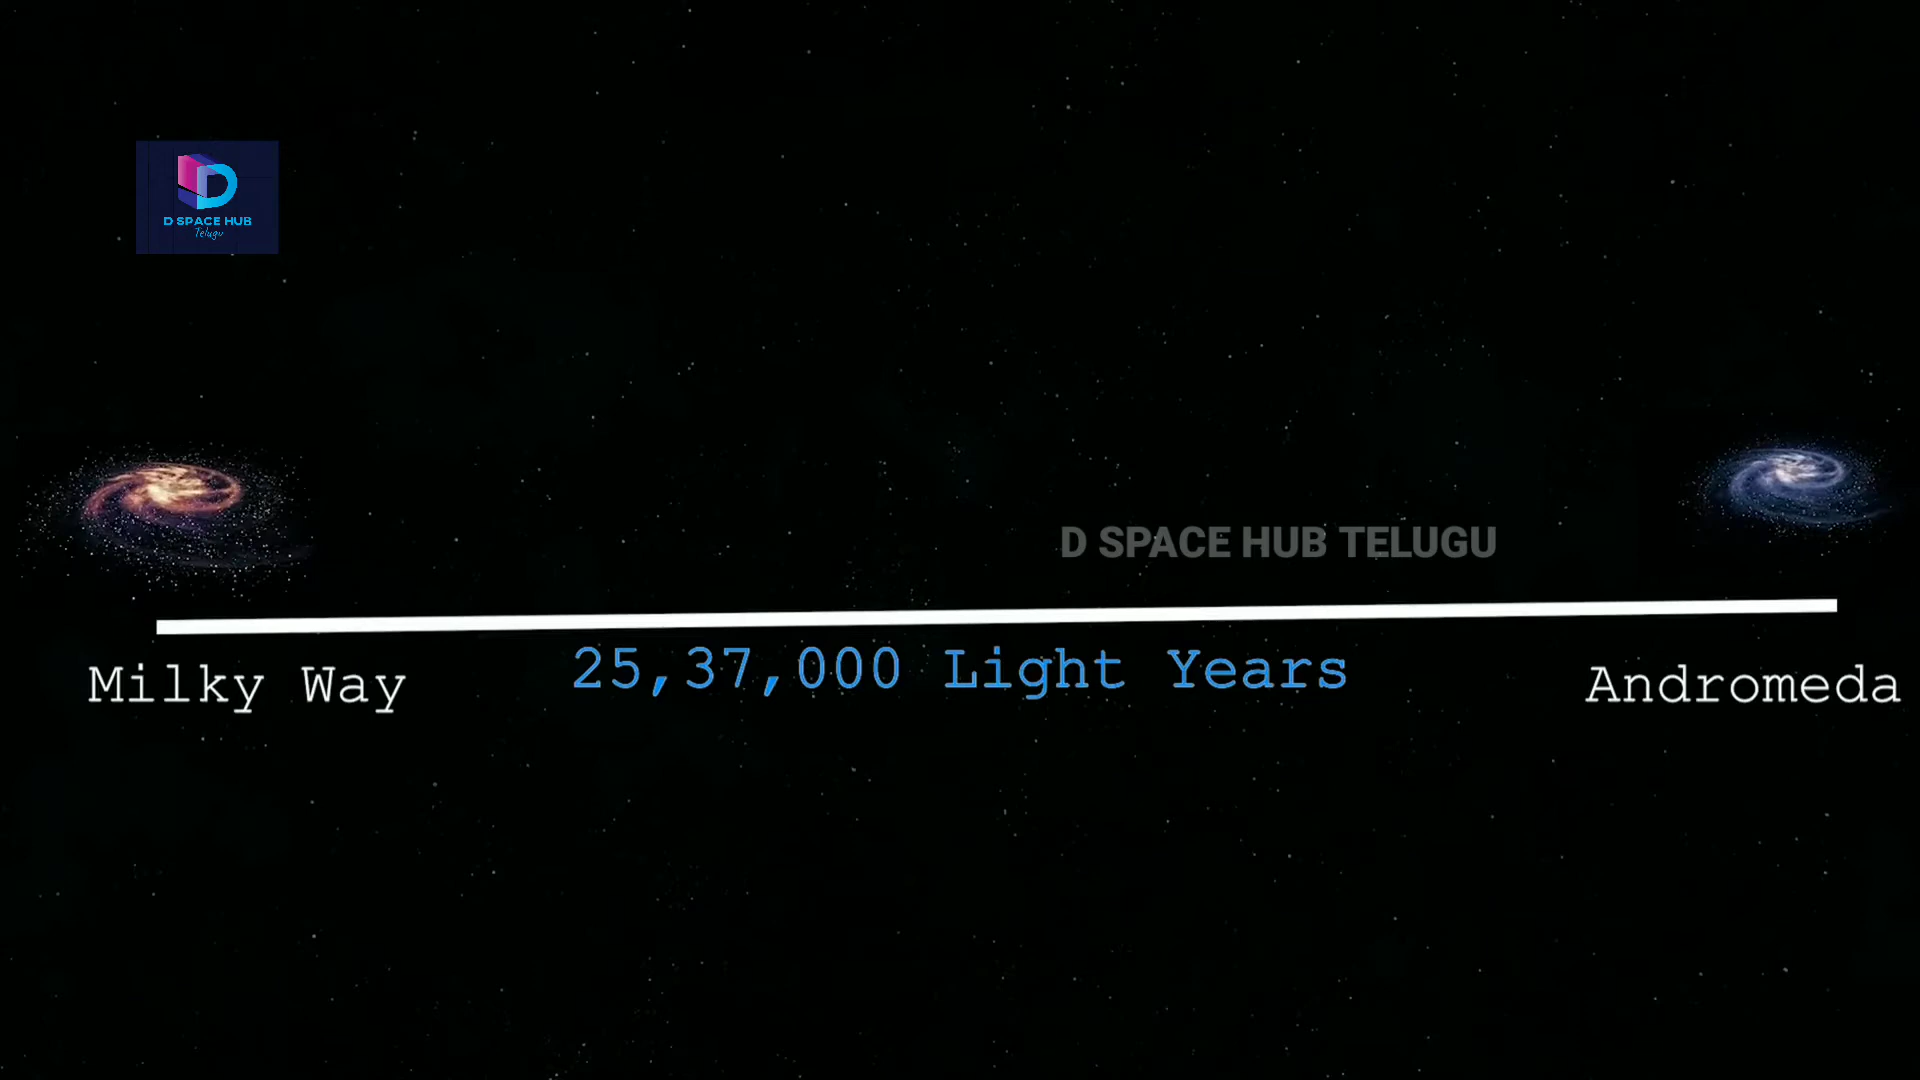 D SPACE HUB
Telugu
D SPACE HUB TELUGU
25,37,000 Light Years
Milky Way
Andromeda